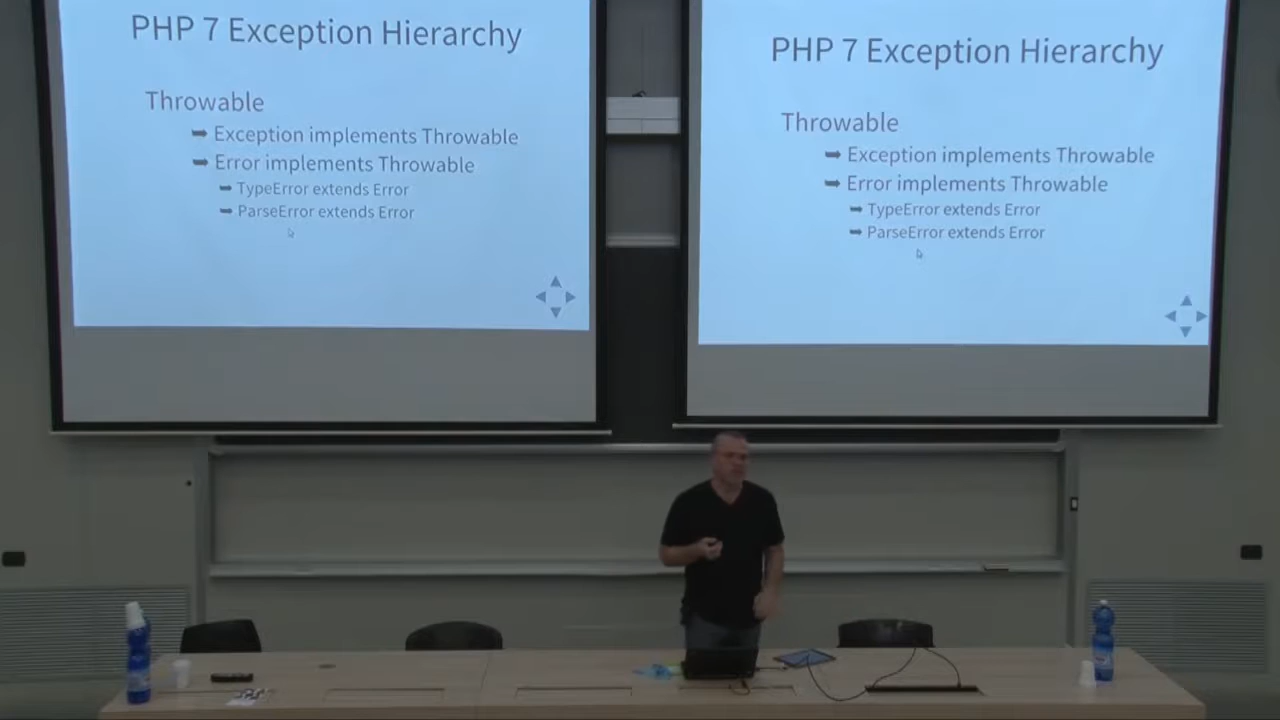 PHP 7 Exception Hierarchy
Throwable
Exception implements Throwable
Error implements Throwable
TypeError extends Error
ParseError extends Error
PHP 7 Exception Hierarchy
Throwable
Exception implements Throwable
Error implements Throwable
TypeError extends Error
ParseError extends Error